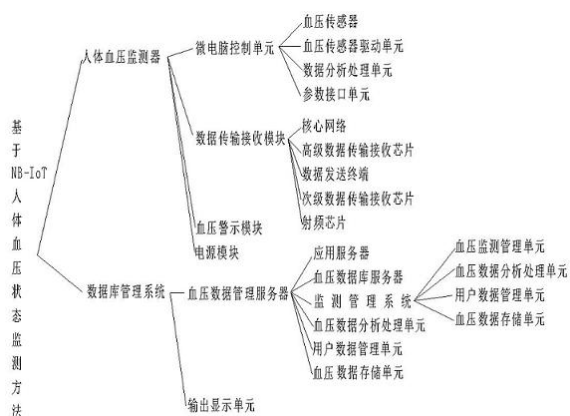 基于NB-IoT人体血压状态监测方法
人体血压监测器
微电脑控制单元
血压传感器
血压传感器驱动单元
数据分析处理单元
参数接口单元
数据传输接收模块
核心网络
高级数据传输接收芯片
数据发送终端
次级数据传输接收芯片
射频芯片
血压警示模块
电源模块
数据库管理系统
血压数据管理服务器
应用服务器
血压数据库服务器
监测管理系统
血压监测管理单元
血压数据分析处理单元
用户数据管理单元
血压数据存储单元
血压数据分析处理单元
用户数据管理单元
血压数据存储单元
输出显示单元